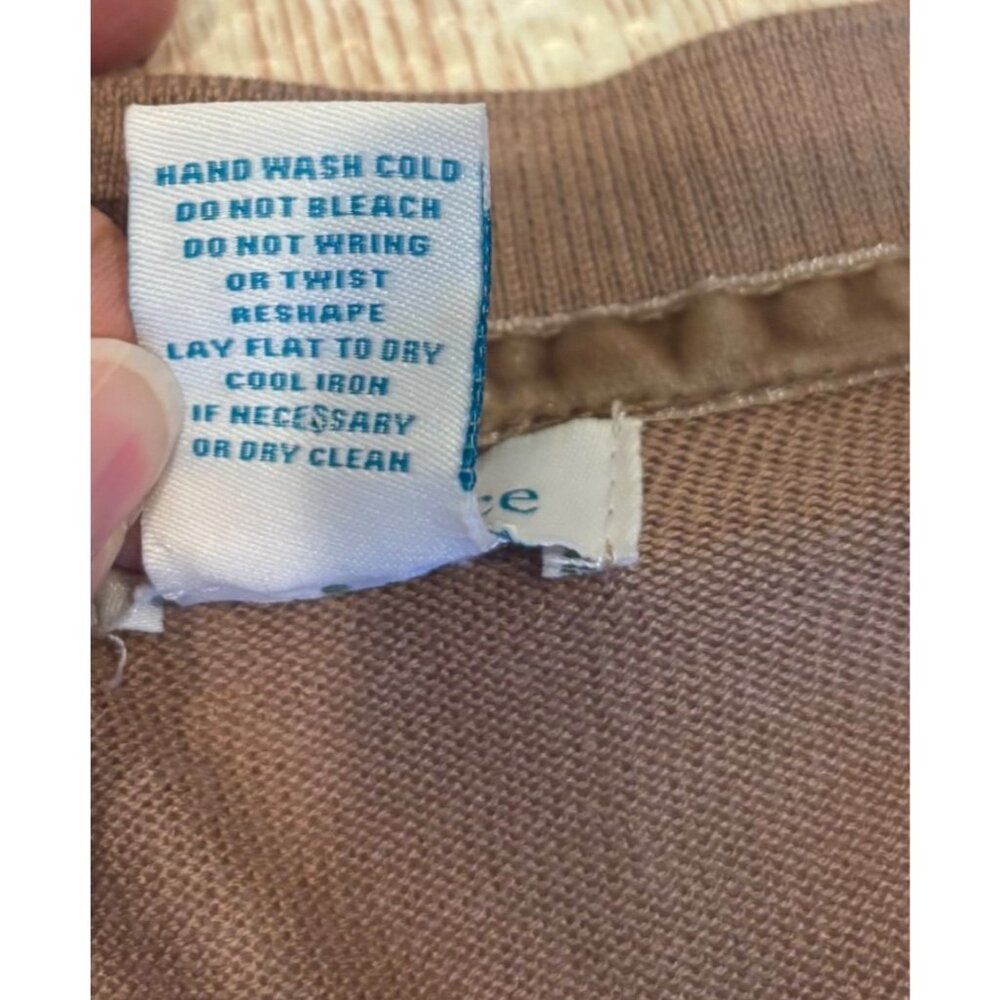 HAND WASH COLD
DO NOT BLEACH
DO NOT WRING
OR TWIST
RESHAPE
LAY FLAT TO DRY
COOL IRON
IF NECESSARY
OR DRY CLEAN